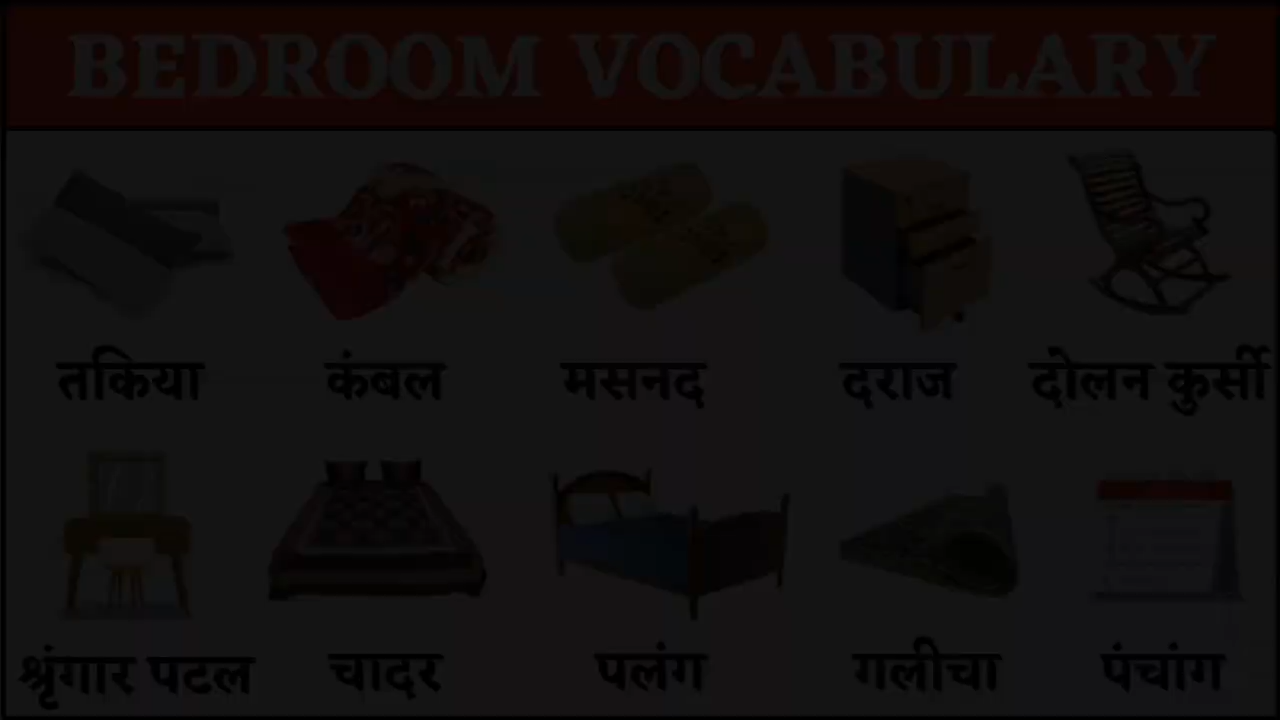 BEDROOM VOCABULARY
तकिया कंबल मसनद दराज दोलन कुर्सी
श्रृंगार पटल चादर पलंग गलीचा पंचांग